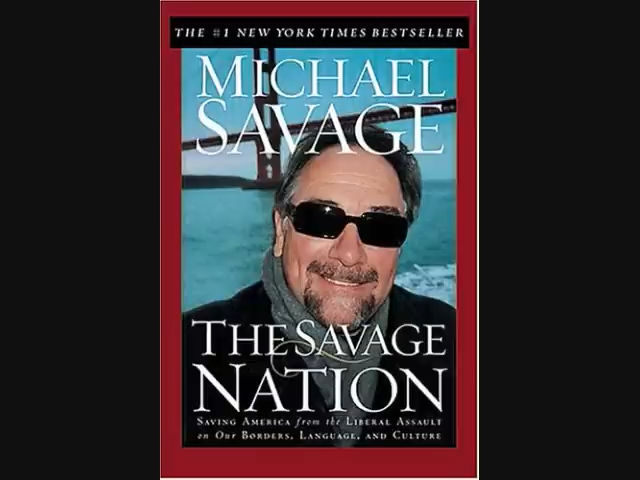 THE #1 NEW YORK TIMES BESTSELLER
MICHAEL
SAVAGE
THE SAVAGE
NATION
SAVING AMERICA from the LIBERAL ASSAULT
on OUR BORDERS, LANGUAGE, AND CULTURE